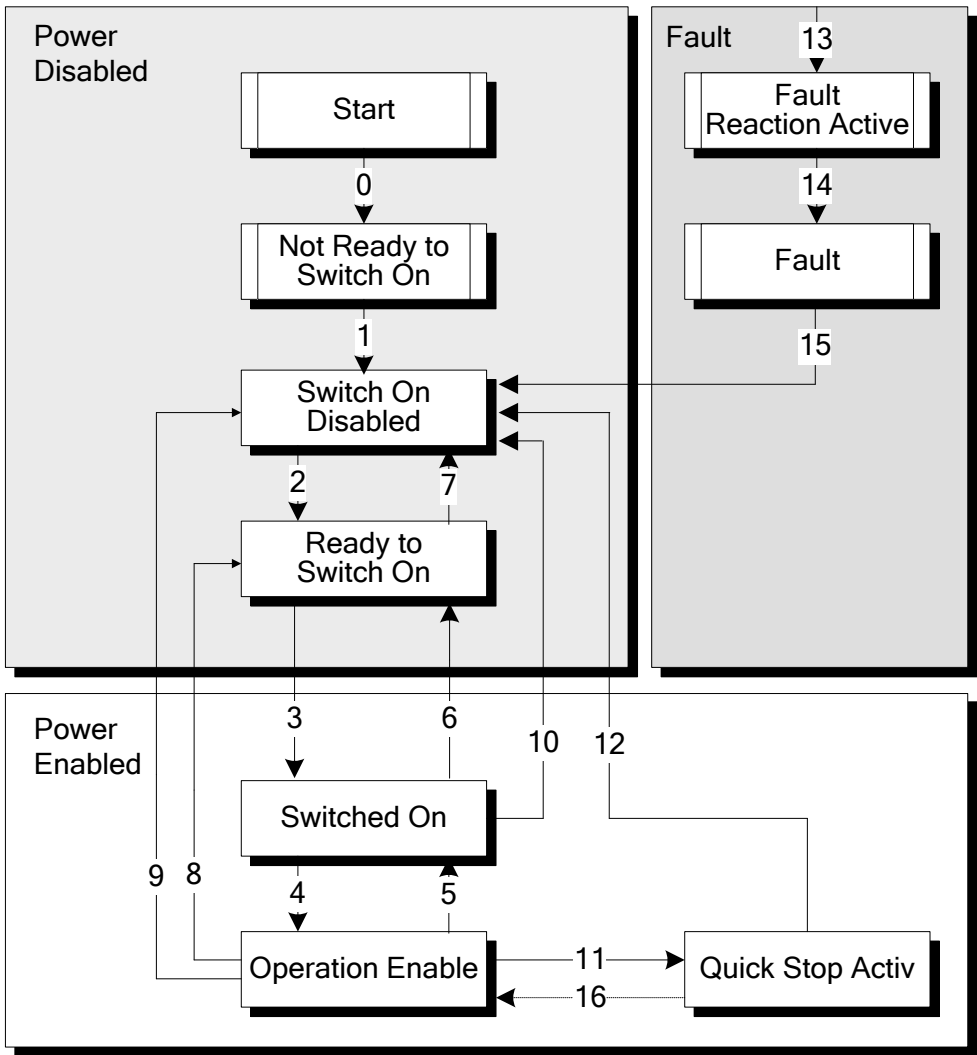 Power
Disabled
Start
0
Not Ready to
Switch On
1
Switch On
Disabled
2
7
Ready to
Switch On
Fault
13
Fault
Reaction Active
14
Fault
15
Power
Enabled
3
6
10
12
Switched On
9
8
4
5
Operation Enable
11
16
Quick Stop Activ